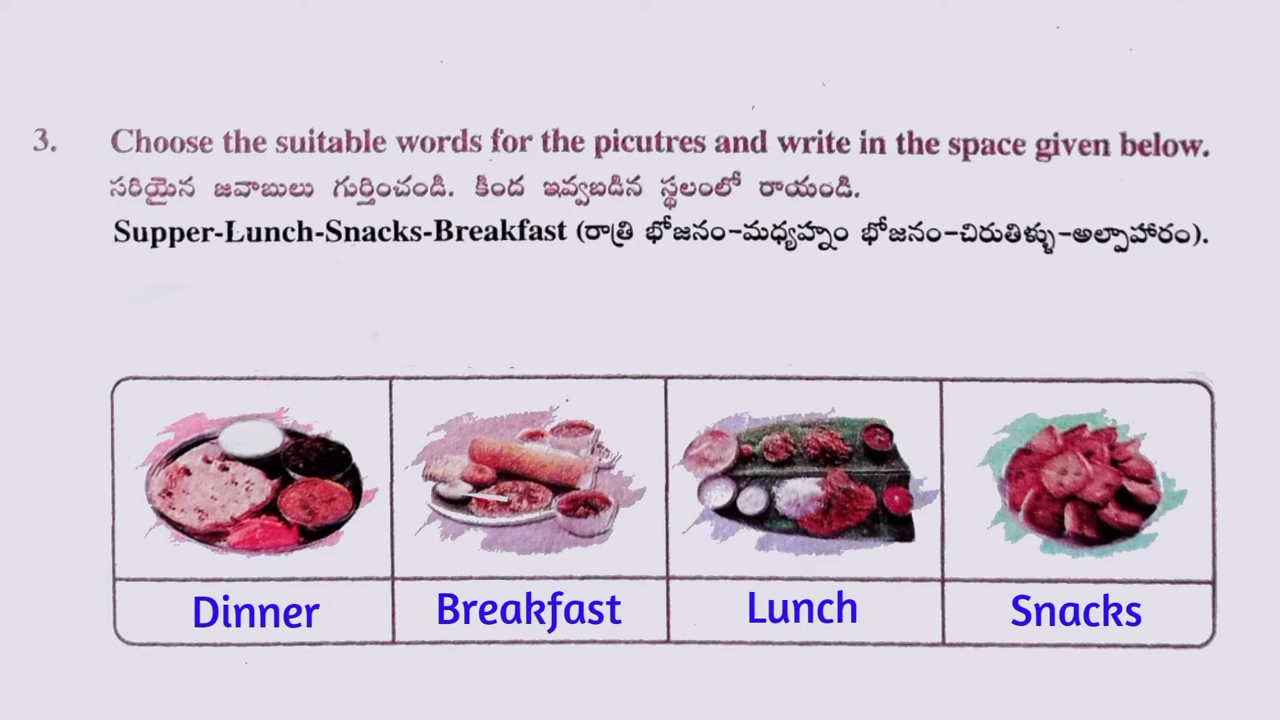 3. Choose the suitable words for the picutres and write in the space given below.
సరియైన జవాబులు గుర్తించండి. కింద ఇవ్వబడిన స్థలంలో రాయండి.
Supper-Lunch-Snacks-Breakfast (రాత్రి భోజనం-మధ్యహ్నం భోజనం-చిరుతిళ్ళు-అల్పాహారం).
Dinner Breakfast Lunch Snacks